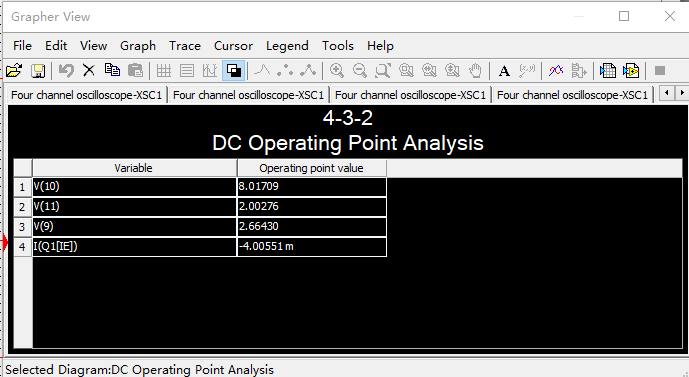 Grapher View
File Edit View Graph Trace Cursor Legend Tools Help
A
Four channel oscilloscope-XSC1 Four channel oscilloscope-XSC1 Four channel oscilloscope-XSC1 Four channel oscilloscope-XSC1
4-3-2
DC Operating Point Analysis
Variable Operating point value
1 V(10) 8.01709
2 V(11) 2.00276
3 V(9) 2.66430
4 I(Q1[IE]) -4.00551 m
Selected Diagram:DC Operating Point Analysis